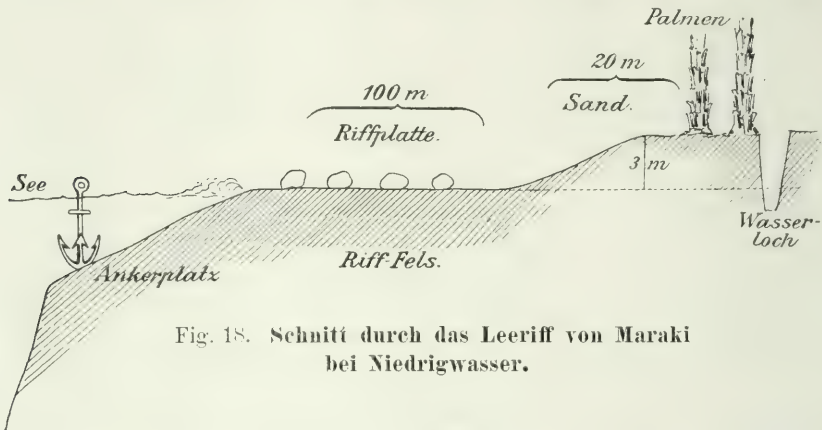 Palmen
20 m
Sand.
100 m
Riffplatte.
3 m
See
Wasser-
loch
Ankerplatz
Riff-Fels.
Fig. 18. Schnitt durch das Leeriff von Maraki
bei Niedrigwasser.